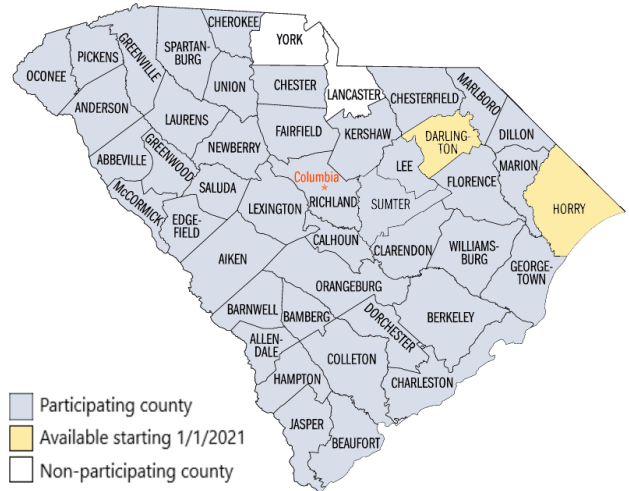 CHEROKEE
YORK
SPARTAN-
BURG
GREENVILLE
PICKENS
OCONEE
UNION
CHESTER
LANCASTER
CHESTERFIELD
MARLBORO
ANDERSON
LAURENS
FAIRFIELD
KERSHAW
DARLING-
TON
DILLON
ABBEVILLE
GREENWOOD
NEWBERRY
LEE
MARION
FLORENCE
McCORMICK
SALUDA
Columbia
RICHLAND
SUMTER
HORRY
EDGE-
FIELD
LEXINGTON
CALHOUN
CLARENDON
WILLIAMS-
BURG
GEORGE-
TOWN
AIKEN
ORANGEBURG
BARNWELL
BAMBERG
DORCHESTER
BERKELEY
ALLEN-
DALE
COLLETON
HAMPTON
CHARLESTON
JASPER
BEAUFORT
Participating county
Available starting 1/1/2021
Non-participating county